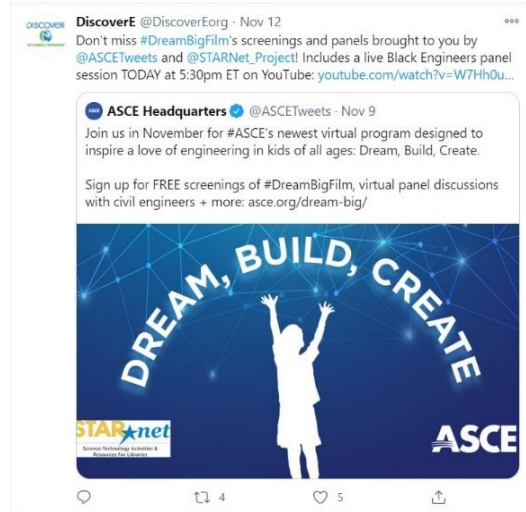 DISCOVER
DiscoverE @DiscoverEorg · Nov 12
Don't miss #DreamBigFilm's screenings and panels brought to you by
@ASCETweets and @STARNet_Project! Includes a live Black Engineers panel
session TODAY at 5:30pm ET on YouTube: youtube.com/watch?v=W7Hh0u...
ASCE Headquarters @ASCETweets · Nov 9
Join us in November for #ASCE's newest virtual program designed to
inspire a love of engineering in kids of all ages: Dream, Build, Create.
Sign up for FREE screenings of #DreamBigFilm, virtual panel discussions
with civil engineers + more: asce.org/dream-big/
DREAM, BUILD, CREATE
STAR net
Science-Technology Activities &
Resources For Libraries
ASCE
4
5